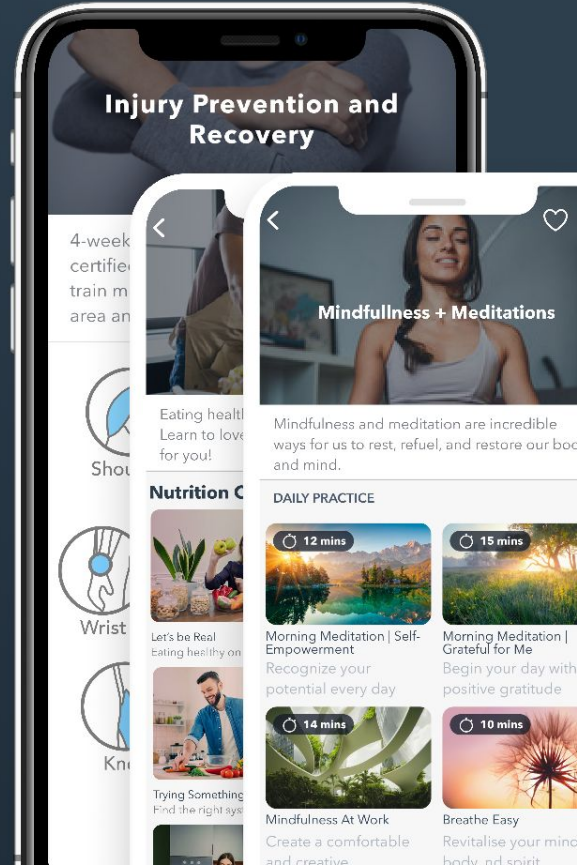 Injury Prevention and
Recovery
4-week
train m
area an
Shou
Wrist
Kn
Eating healt
Learn to love
for you!
Nutrition
Let's be Real
Eating healthy on
Trying Something
Find the right sys
Mindfullness + Meditations
Mindfulness and meditation are incredible
ways for us to rest, refuel, and restore our bod
and mind.
DAILY PRACTICE
12 mins
15 mins
Morning Meditation | Self-
Empowerment
Recognize your
potential every day
Morning Meditation |
Grateful for Me
Begin your day with
positive gratitude
14 mins
10 mins
Mindfulness At Work
Create a comfortable
and creative
Breathe Easy
Revitalise your mind
body nd spirit